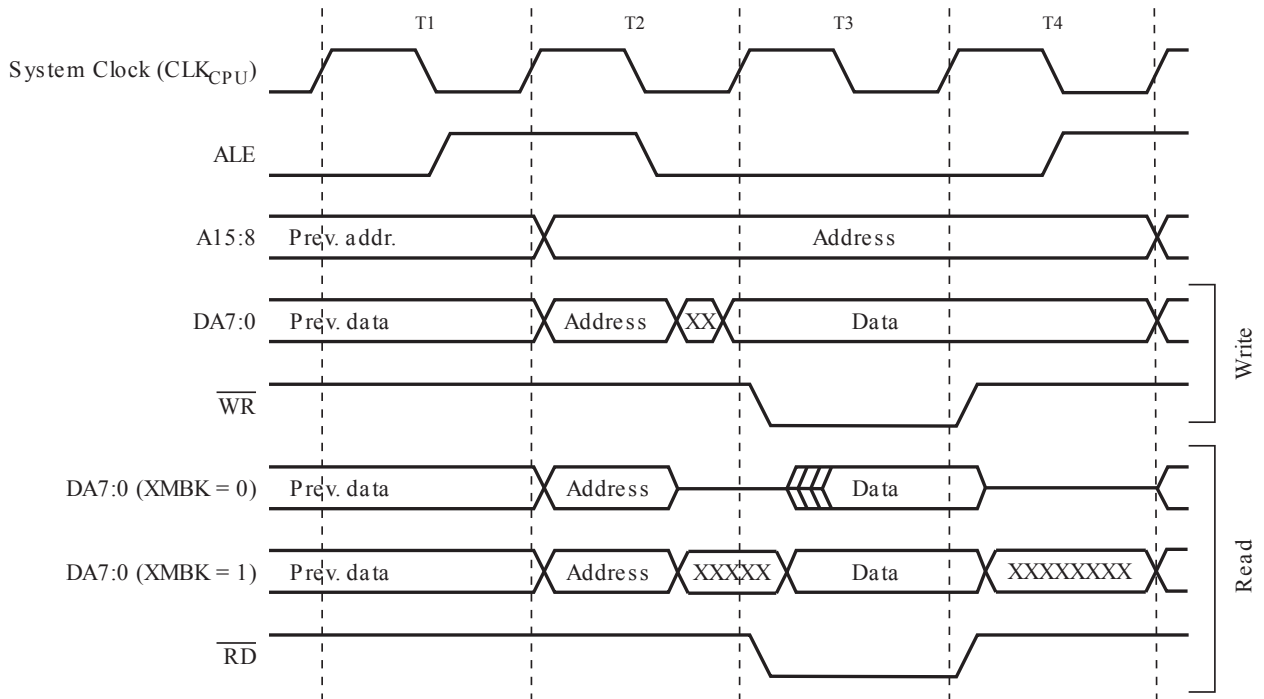 T1 T2 T3 T4
System Clock (CLKCPU)
ALE
A15:8 Prev. addr. Address
DA7:0 Prev. data Address XX Data
WR
Write
DA7:0 (XMBK = 0) Prev. data Address Data
DA7:0 (XMBK = 1) Prev. data Address XXXXX Data XXXXXXXX
RD
Read